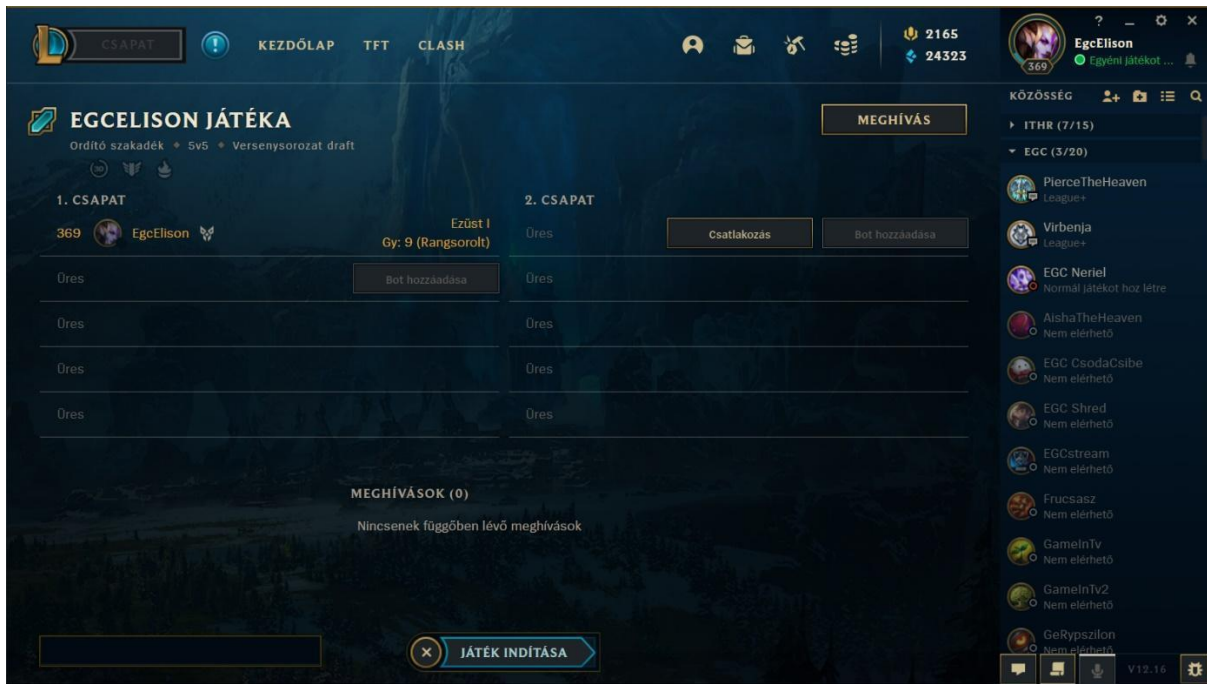 CSAPAT
KEZDŐLAP TFT CLASH
2165
24323
? 
369
EgcElison
Egyéni játékot ...
KÖZÖSSÉG
ITHR (7/15)
EGC (3/20)
PierceTheHeaven
League+
Virbenja
League+
EGC Neriel
Normál játékot hoz létre
AishaTheHeaven
Nem elérhető
EGC CsodaCsibe
Nem elérhető
EGC Shred
Nem elérhető
EGCstream
Nem elérhető
Frucsasz
Nem elérhető
GameInTv
Nem elérhető
GameInTv2
Nem elérhető
GeRypszilon
Nem elérhető
V12.16
EGCELISON JÁTÉKA
Ordító szakadék 5v5 Versenysorozat draft
MEGHÍVÁS
1. CSAPAT
369 EgcElison
Ezüst I
Gy: 9 (Rangsorolt)
Üres Bot hozzáadása
Üres
Üres
Üres
2. CSAPAT
Üres Csatlakozás Bot hozzáadása
Üres
Üres
Üres
Üres
MEGHÍVÁSOK (0)
Nincsenek függőben lévő meghívások
JÁTÉK INDÍTÁSA